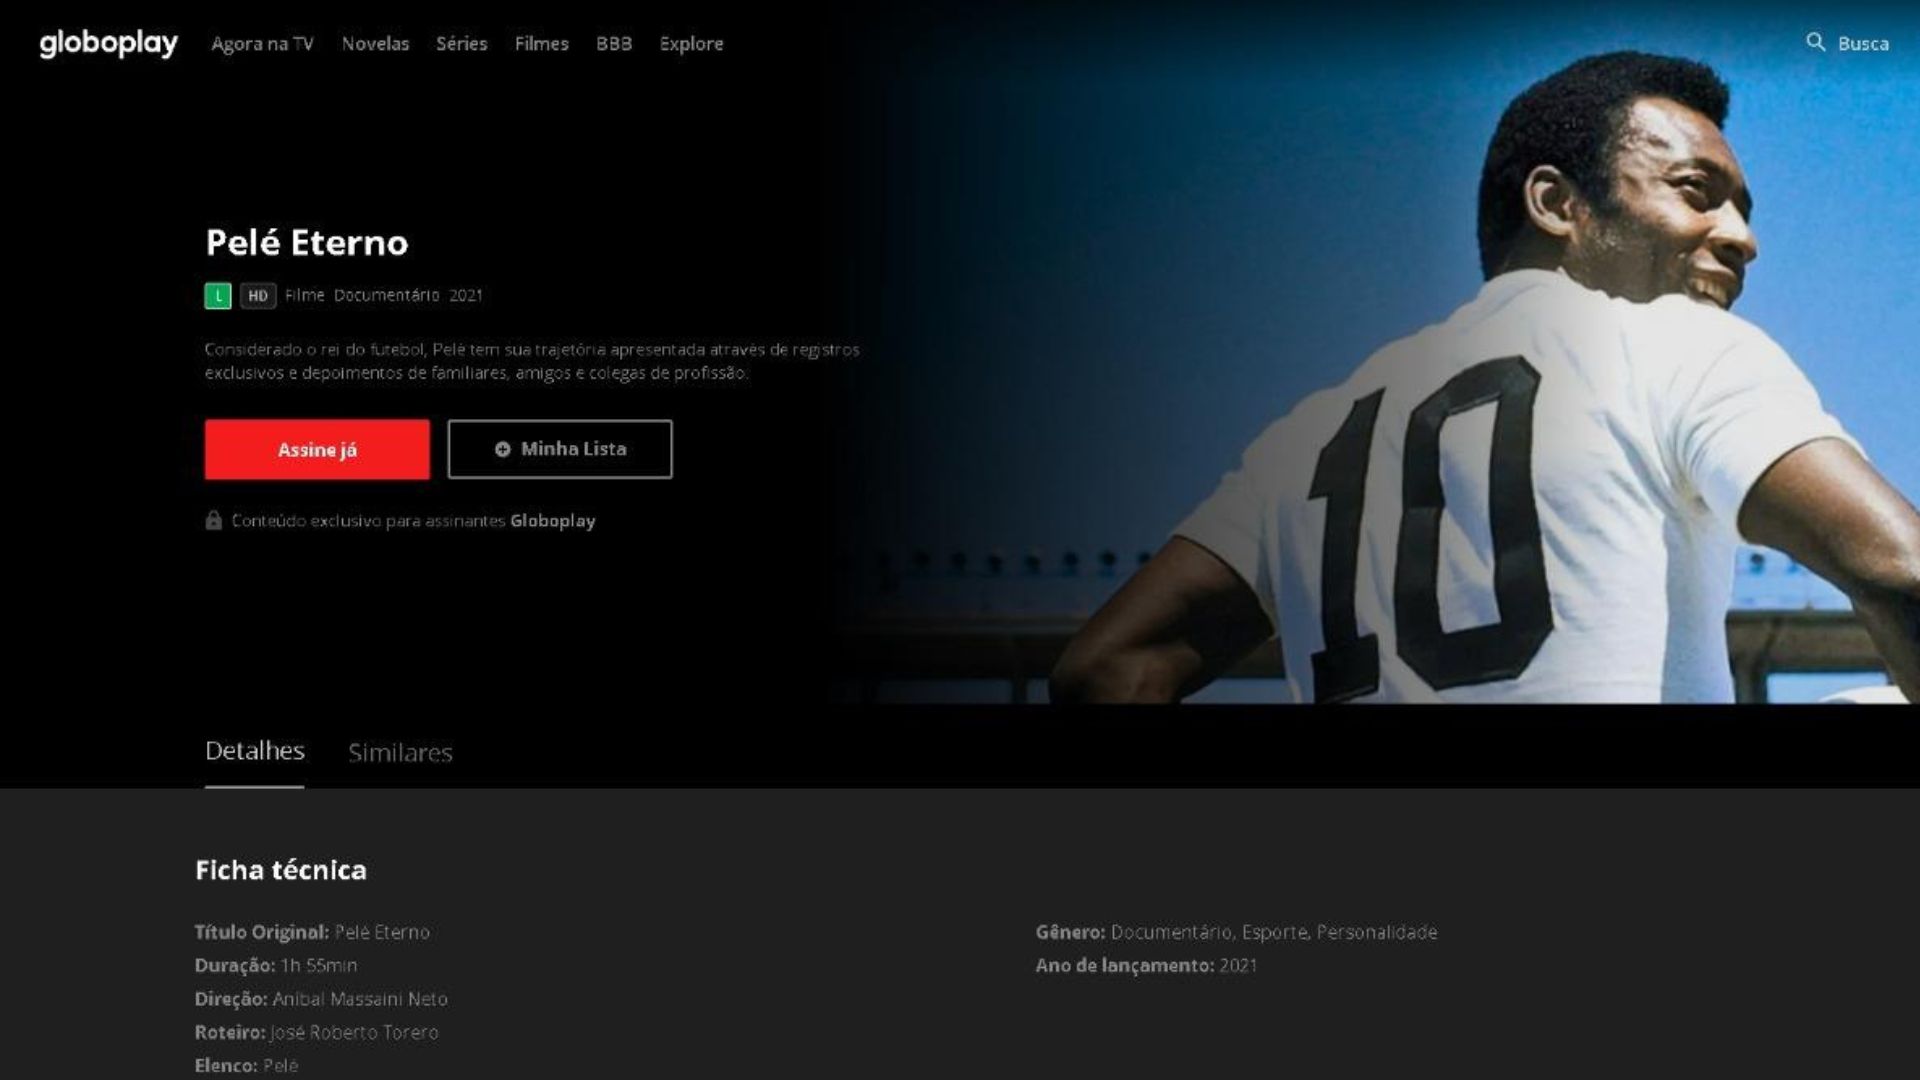 globoplay Agora na TV Novelas Séries Filmes BBB Explore Busca
Pelé Eterno
L HD Filme Documentário 2021
Considerado o rei do futebol, Pelé tem sua trajetória apresentada através de registros
exclusivos e depoimentos de familiares, amigos e colegas de profissão.
Assine já Minha Lista
Conteúdo exclusivo para assinantes Globoplay
10
Detalhes Similares
Ficha técnica
Título Original: Pelé Eterno
Duração: 1h 55min
Direção: Aníbal Massaini Neto
Roteiro: José Roberto Torero
Elenco: Pelé
Gênero: Documentário, Esporte, Personalidade
Ano de lançamento: 2021